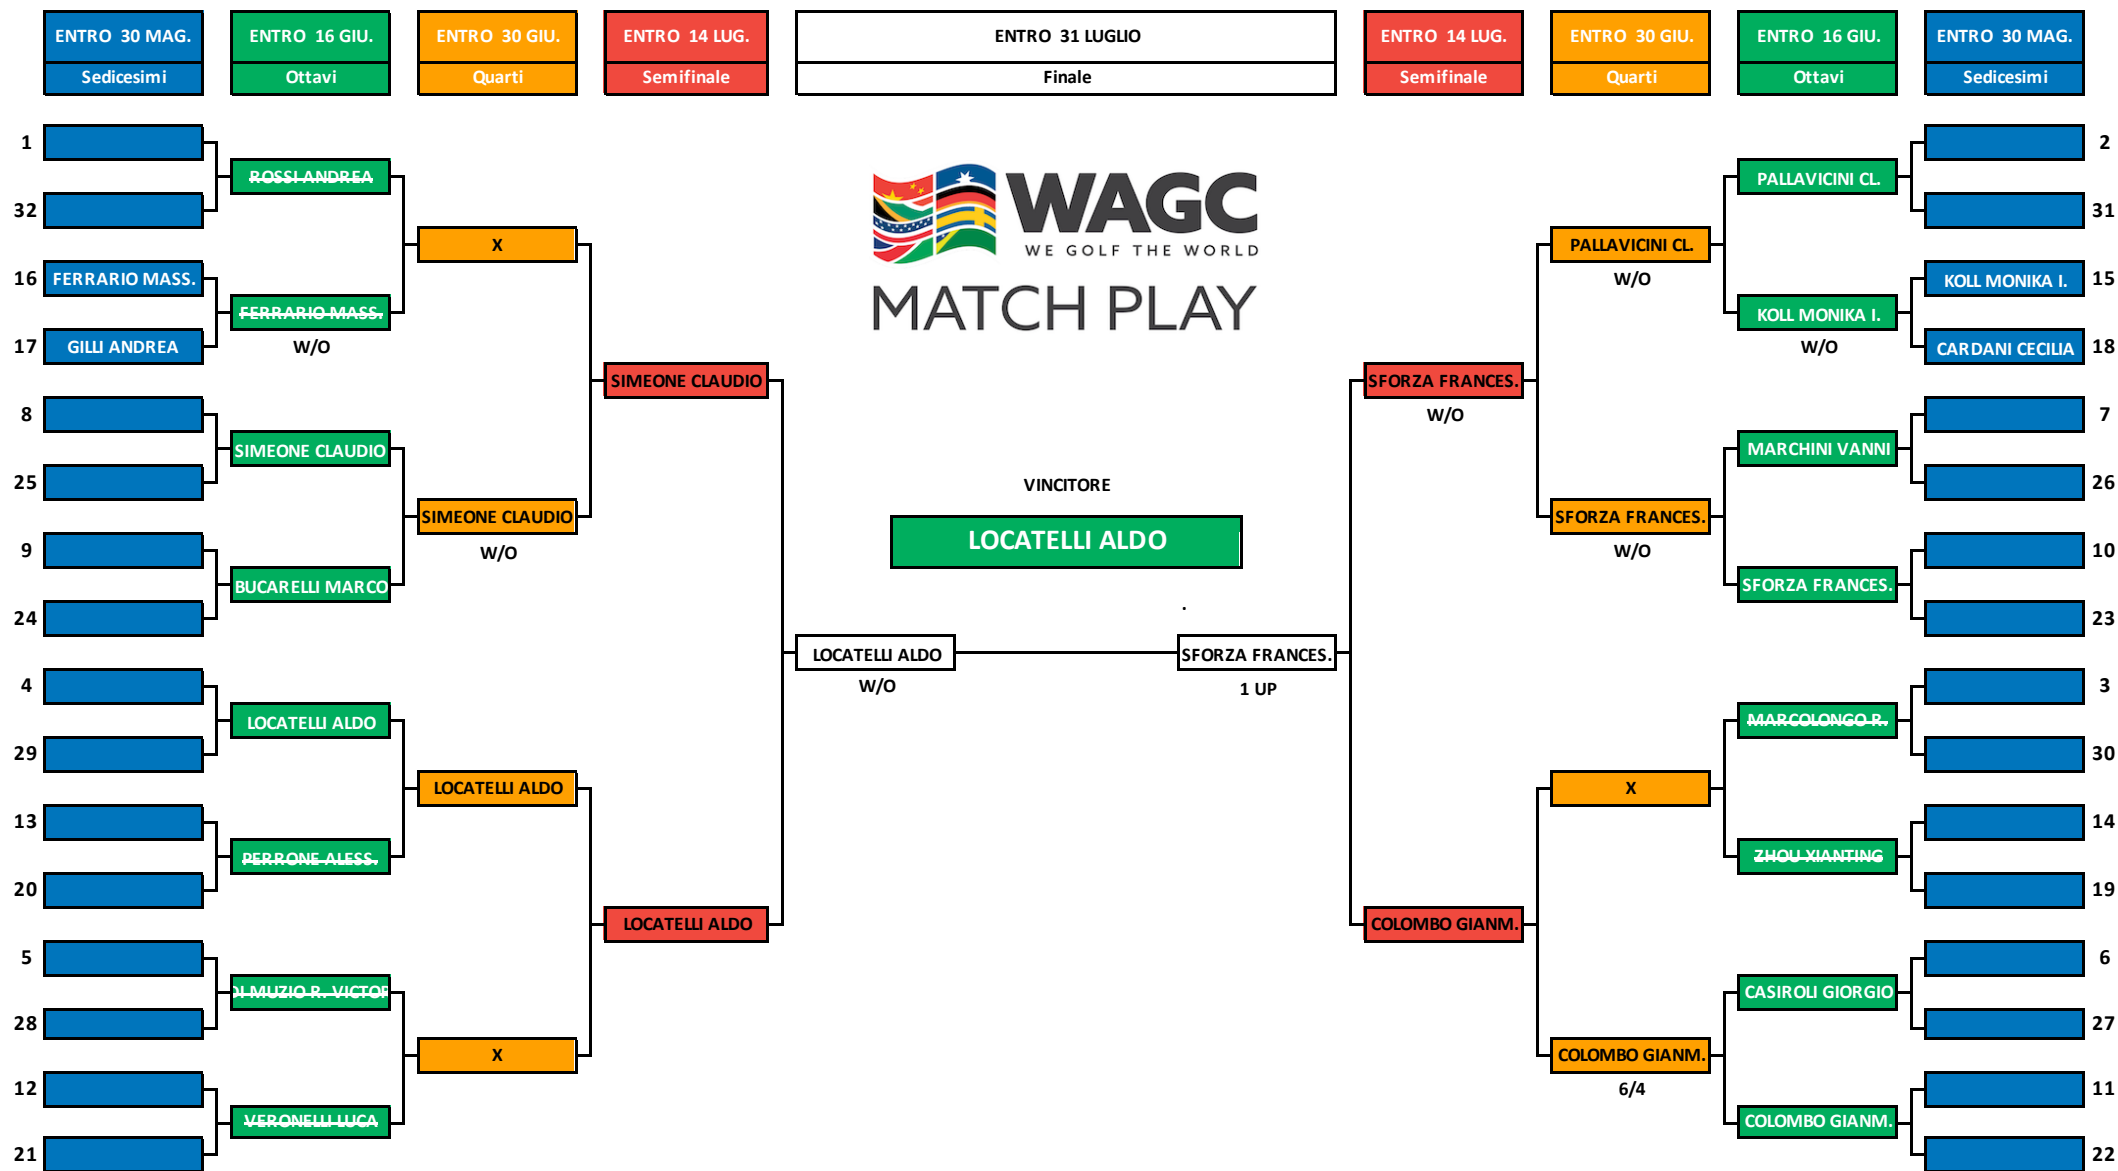 ENTRO 30 MAG.
Sedicesimi
ENTRO 16 GIU.
Ottavi
ENTRO 30 GIU.
Quarti
ENTRO 14 LUG.
Semifinale
ENTRO 31 LUGLIO
Finale
ENTRO 14 LUG.
Semifinale
ENTRO 30 GIU.
Quarti
ENTRO 16 GIU.
Ottavi
ENTRO 30 MAG.
Sedicesimi
1
32
16 FERRARIO MASS.
17 GILLI ANDREA
8
25
9
24
4
29
13
20
5
28
12
21
ROSSI ANDREA
FERRARIO MASS.
W/O
SIMEONE CLAUDIO
BUCARELLI MARCO
LOCATELLI ALDO
PERRONE ALESS.
DI MUZIO R. VICTOR
VERONELLI LUCA
X
SIMEONE CLAUDIO
W/O
LOCATELLI ALDO
X
SIMEONE CLAUDIO
LOCATELLI ALDO
WAGC
WE GOLF THE WORLD
MATCH PLAY
VINCITORE
LOCATELLI ALDO
.
LOCATELLI ALDO
W/O
SFORZA FRANCES.
1 UP
SFORZA FRANCES.
W/O
COLOMBO GIANM.
PALLAVICINI CL.
W/O
SFORZA FRANCES.
W/O
X
COLOMBO GIANM.
6/4
PALLAVICINI CL.
KOLL MONIKA I.
W/O
MARCHINI VANNI
SFORZA FRANCES.
MARCOLONGO R.
ZHOU XIANTING
CASIROLI GIORGIO
COLOMBO GIANM.
2
31
KOLL MONIKA I. 15
CARDANI CECILIA 18
7
26
10
23
3
30
14
19
6
27
11
22